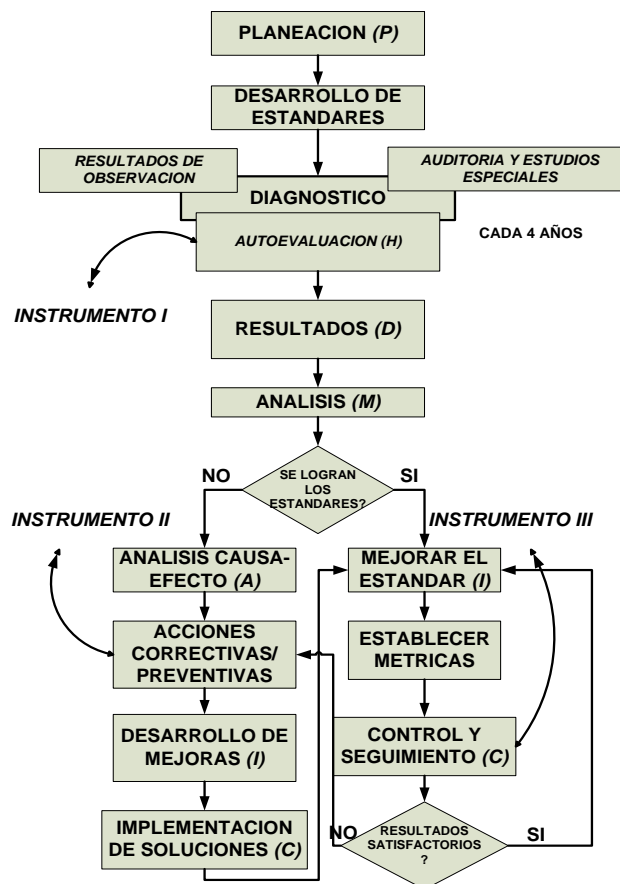 PLANEACION (P)
DESARROLLO DE
ESTANDARES
RESULTADOS DE
OBSERVACION
AUDITORIA Y ESTUDIOS
ESPECIALES
DIAGNOSTICO
AUTOEVALUACION (H)
CADA 4 AÑOS
INSTRUMENTO I
RESULTADOS (D)
ANALISIS (M)
SE LOGRAN
LOS
ESTANDARES?
NO
SI
INSTRUMENTO II
INSTRUMENTO III
ANALISIS CAUSA-
EFECTO (A)
MEJORAR EL
ESTANDAR (I)
ACCIONES
CORRECTIVAS/
PREVENTIVAS
ESTABLECER
METRICAS
DESARROLLO DE
MEJORAS (I)
CONTROL Y
SEGUIMIENTO (C)
IMPLEMENTACION
DE SOLUCIONES (C)
NO
RESULTADOS
SATISFACTORIOS
?
SI